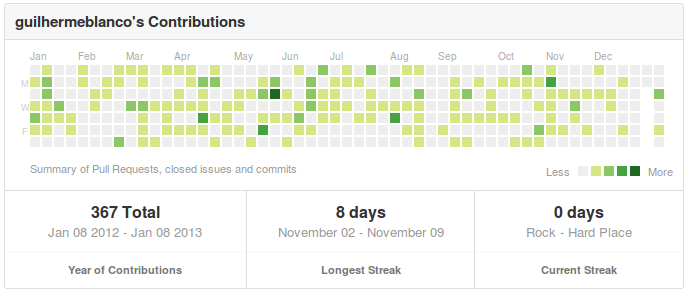 guilhermeblanco's Contributions
Jan Feb Mar Apr May Jun Jul Aug Sep Oct Nov Dec
M
W
F
Summary of Pull Requests, closed issues and commits
Less More
367 Total
Jan 08 2012 - Jan 08 2013
Year of Contributions
8 days
November 02 - November 09
Longest Streak
0 days
Rock - Hard Place
Current Streak